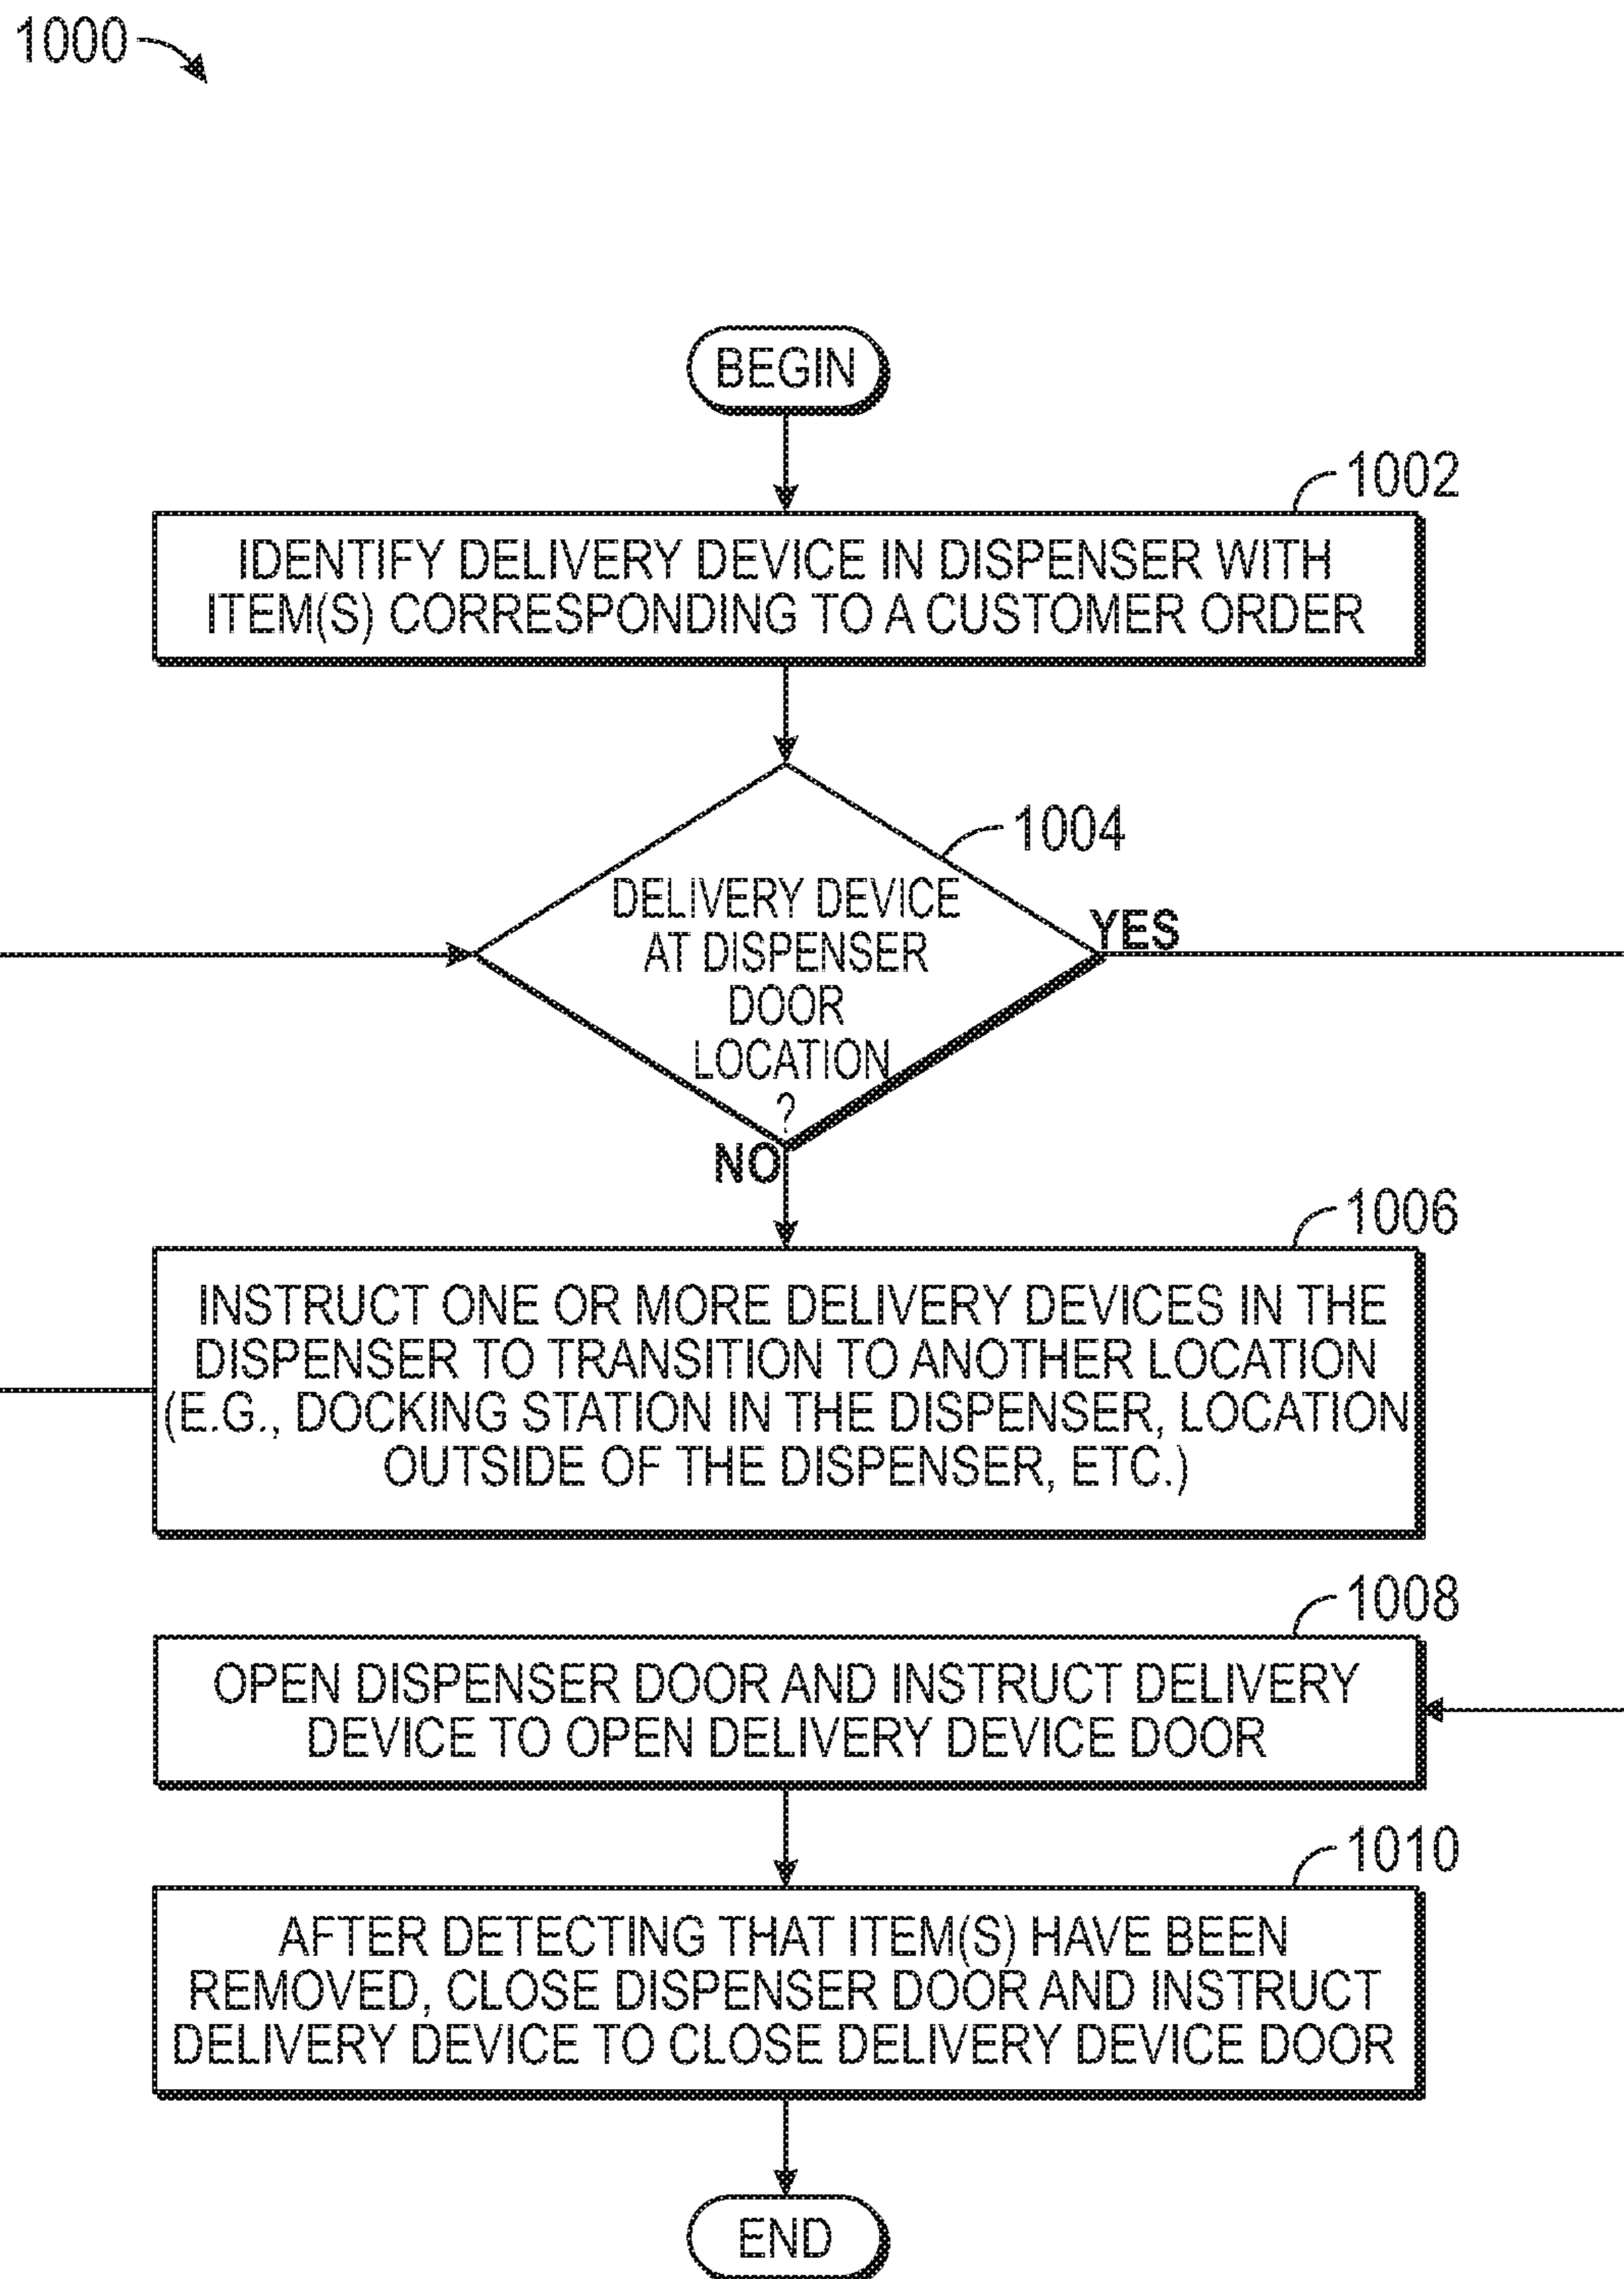 1000
BEGIN
1002
IDENTIFY DELIVERY DEVICE IN DISPENSER WITH
ITEM(S) CORRESPONDING TO A CUSTOMER ORDER
1004
DELIVERY DEVICE
AT DISPENSER
DOOR
LOCATION
?
YES
NO
1006
INSTRUCT ONE OR MORE DELIVERY DEVICES IN THE
DISPENSER TO TRANSITION TO ANOTHER LOCATION
(E.G., DOCKING STATION IN THE DISPENSER, LOCATION
OUTSIDE OF THE DISPENSER, ETC.)
1008
OPEN DISPENSER DOOR AND INSTRUCT DELIVERY
DEVICE TO OPEN DELIVERY DEVICE DOOR
1010
AFTER DETECTING THAT ITEM(S) HAVE BEEN
REMOVED, CLOSE DISPENSER DOOR AND INSTRUCT
DELIVERY DEVICE TO CLOSE DELIVERY DEVICE DOOR
END